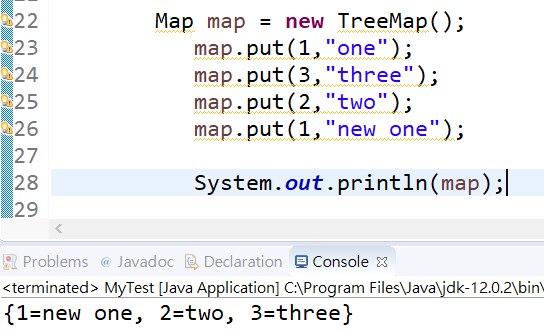 22 Map map = new TreeMap();
23 map.put(1,"one");
24 map.put(3,"three");
25 map.put(2,"two");
26 map.put(1,"new one");
27
28 System.out.println(map);
29
Problems @ Javadoc Declaration Console
<terminated> MyTest [Java Application] C:\Program Files\Java\jdk-12.0.2\bin\
{1=new one, 2=two, 3=three}